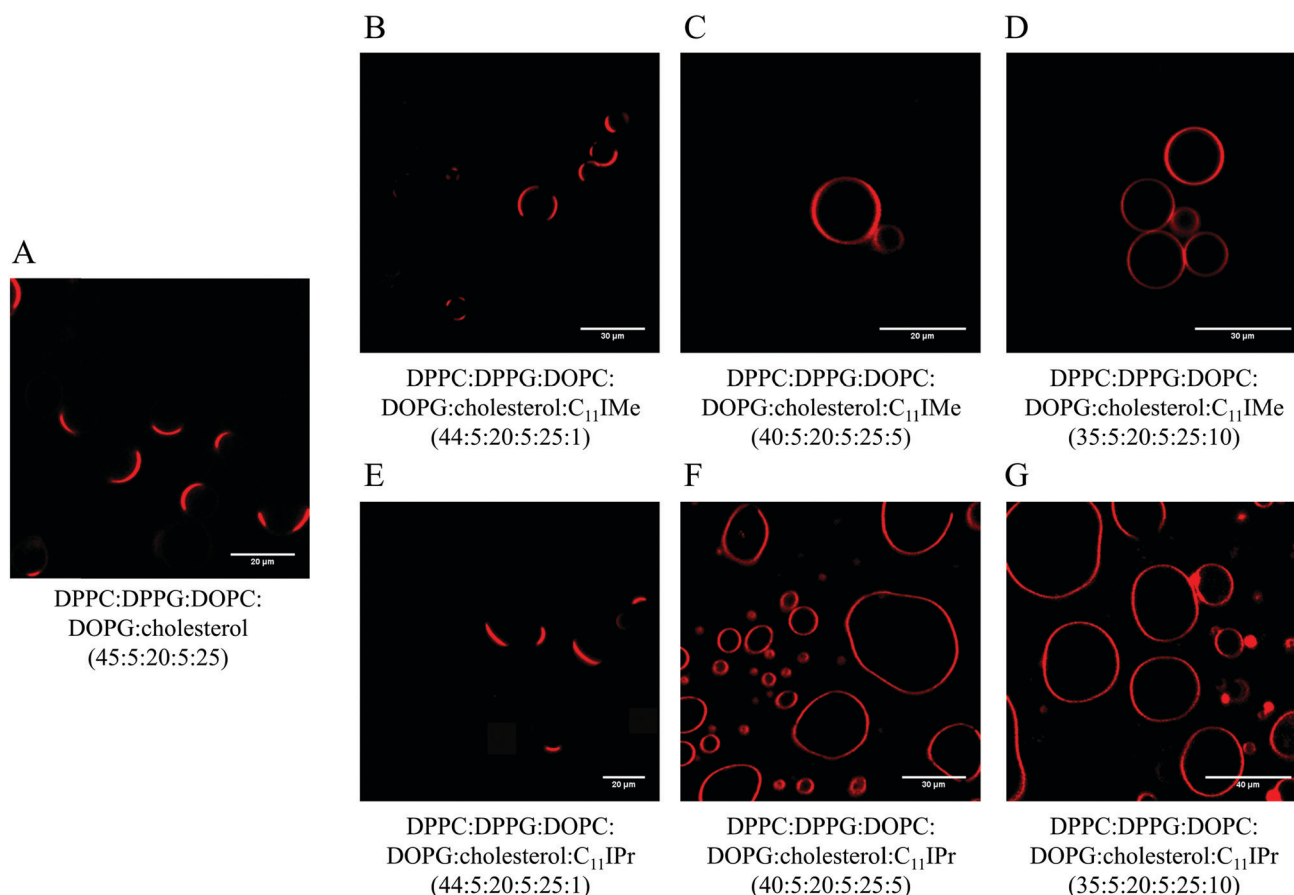 A
20 µm
DPPC:DPPG:DOPC:
DOPG:cholesterol
(45:5:20:5:25)
B
30 µm
DPPC:DPPG:DOPC:
DOPG:cholesterol:C₁₁IMe
(44:5:20:5:25:1)
C
20 µm
DPPC:DPPG:DOPC:
DOPG:cholesterol:C₁₁IMe
(40:5:20:5:25:5)
D
30 µm
DPPC:DPPG:DOPC:
DOPG:cholesterol:C₁₁IMe
(35:5:20:5:25:10)
E
20 µm
DPPC:DPPG:DOPC:
DOPG:cholesterol:C₁₁IPr
(44:5:20:5:25:1)
F
30 µm
DPPC:DPPG:DOPC:
DOPG:cholesterol:C₁₁IPr
(40:5:20:5:25:5)
G
40 µm
DPPC:DPPG:DOPC:
DOPG:cholesterol:C₁₁IPr
(35:5:20:5:25:10)